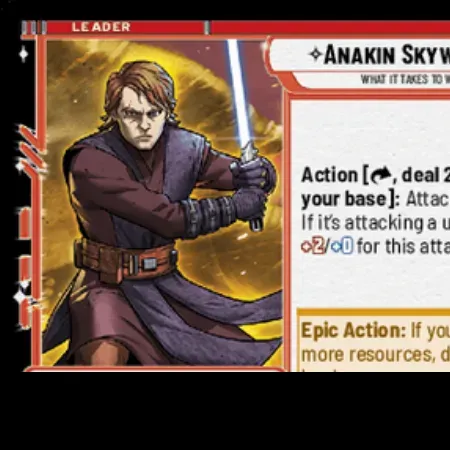 LEADER
ANAKIN SKYW
WHAT IT TAKES TO W
Action [, deal 2
your base]: Attac
If it's attacking a u
+2/+0 for this atta
Epic Action: If you
more resources, d